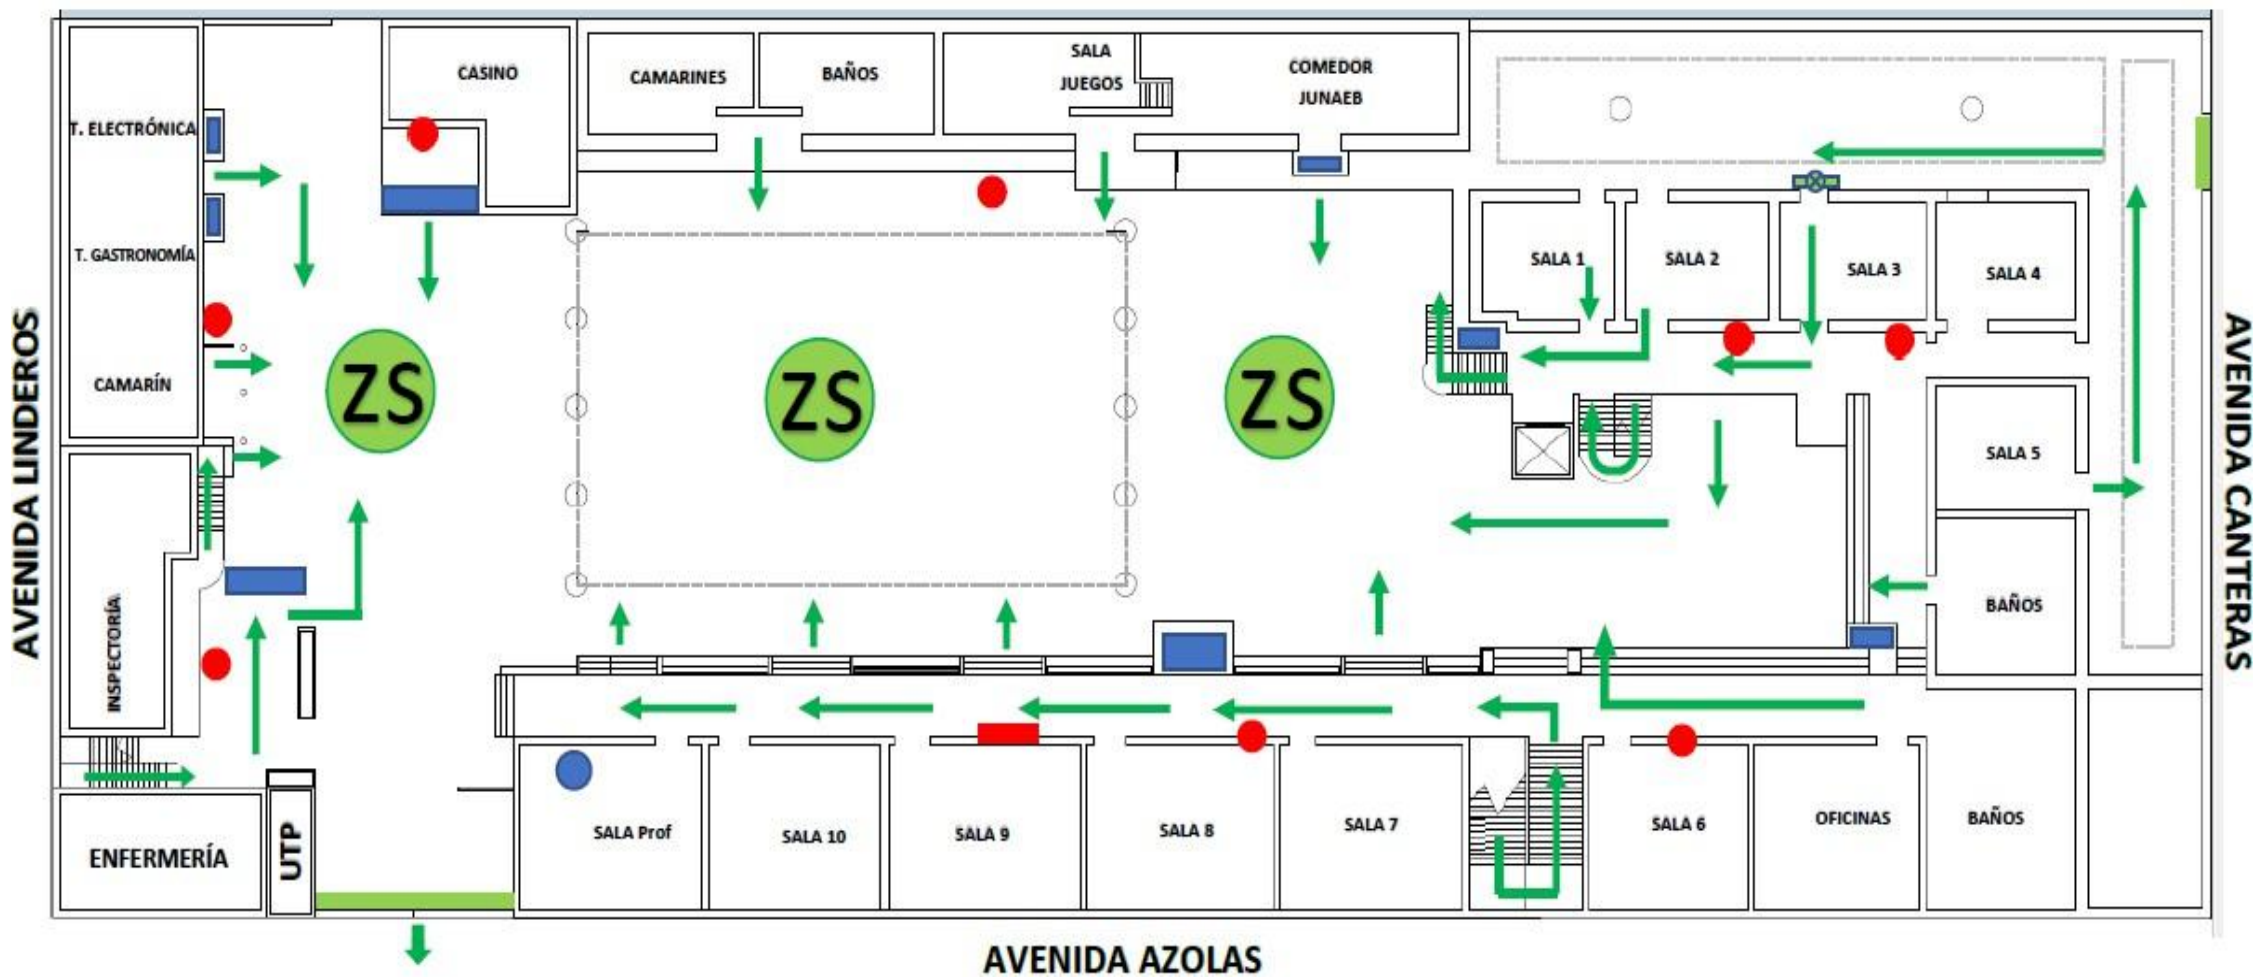 CASINO
CAMARINES
BAÑOS
SALA
JUEGOS
COMEDOR
JUNAEB
T. ELECTRÓNICA
T. GASTRONOMÍA
CAMARÍN
SALA 1
SALA 2
SALA 3
SALA 4
ZS
ZS
ZS
SALA 5
BAÑOS
AVENIDA LINDEROS
AVENIDA CANTERAS
INSPECTORÍA
ENFERMERÍA
UTP
SALA Prof
SALA 10
SALA 9
SALA 8
SALA 7
SALA 6
OFICINAS
BAÑOS
AVENIDA AZOLAS